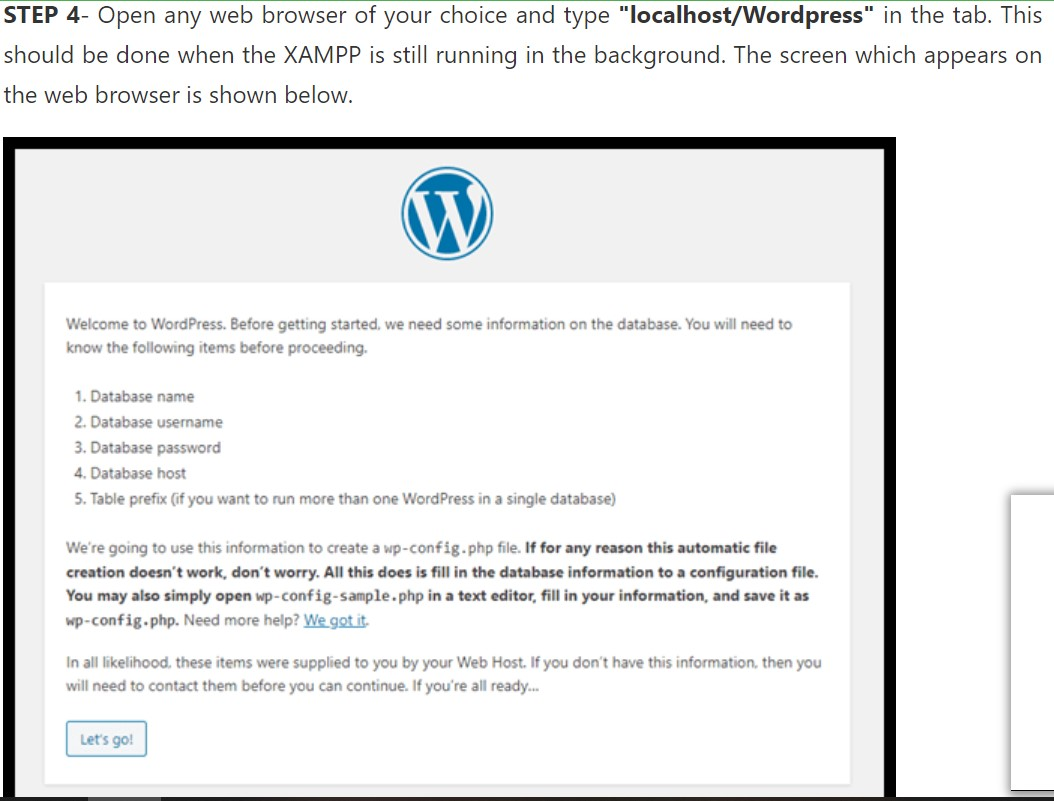 STEP 4- Open any web browser of your choice and type "localhost/Wordpress" in the tab. This
should be done when the XAMPP is still running in the background. The screen which appears on
the web browser is shown below.
W
Welcome to WordPress. Before getting started, we need some information on the database. You will need to
know the following items before proceeding.
1. Database name
2. Database username
3. Database password
4. Database host
5. Table prefix (if you want to run more than one WordPress in a single database)
We're going to use this information to create a wp-config.php file. If for any reason this automatic file
creation doesn't work, don't worry. All this does is fill in the database information to a configuration file.
You may also simply open wp-config-sample.php in a text editor, fill in your information, and save it as
wp-config.php. Need more help? We got it.
In all likelihood, these items were supplied to you by your Web Host. If you don't have this information, then you
will need to contact them before you can continue. If you're all ready...
Let's go!